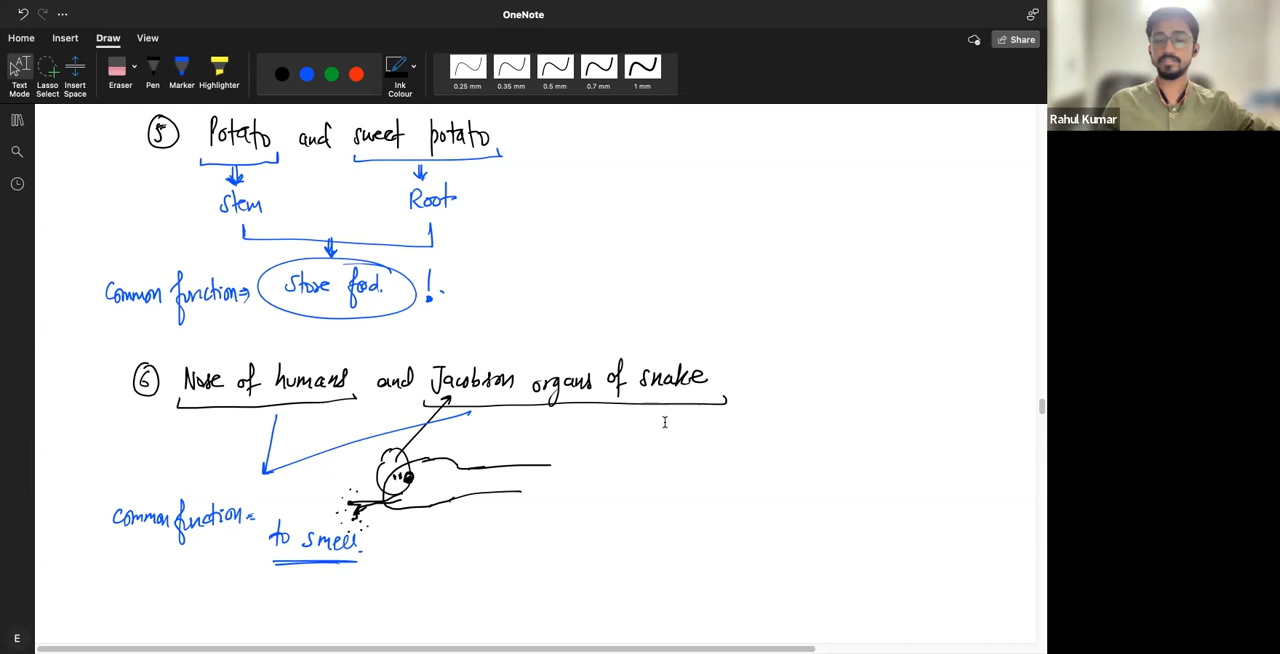 OneNote
Home Insert Draw View
Share
Text Mode
Lasso Select
Insert Space
Eraser
Pen
Marker
Highlighter
Ink Colour
0.25 mm 0.35 mm 0.5 mm 0.7 mm 1 mm
Rahul Kumar
⑤ Potato and sweet potato
Stem Root
Common function ⇒ Store food. !.
⑥ Nose of humans and Jacobson organs of snake
Common function =
to smell.
E